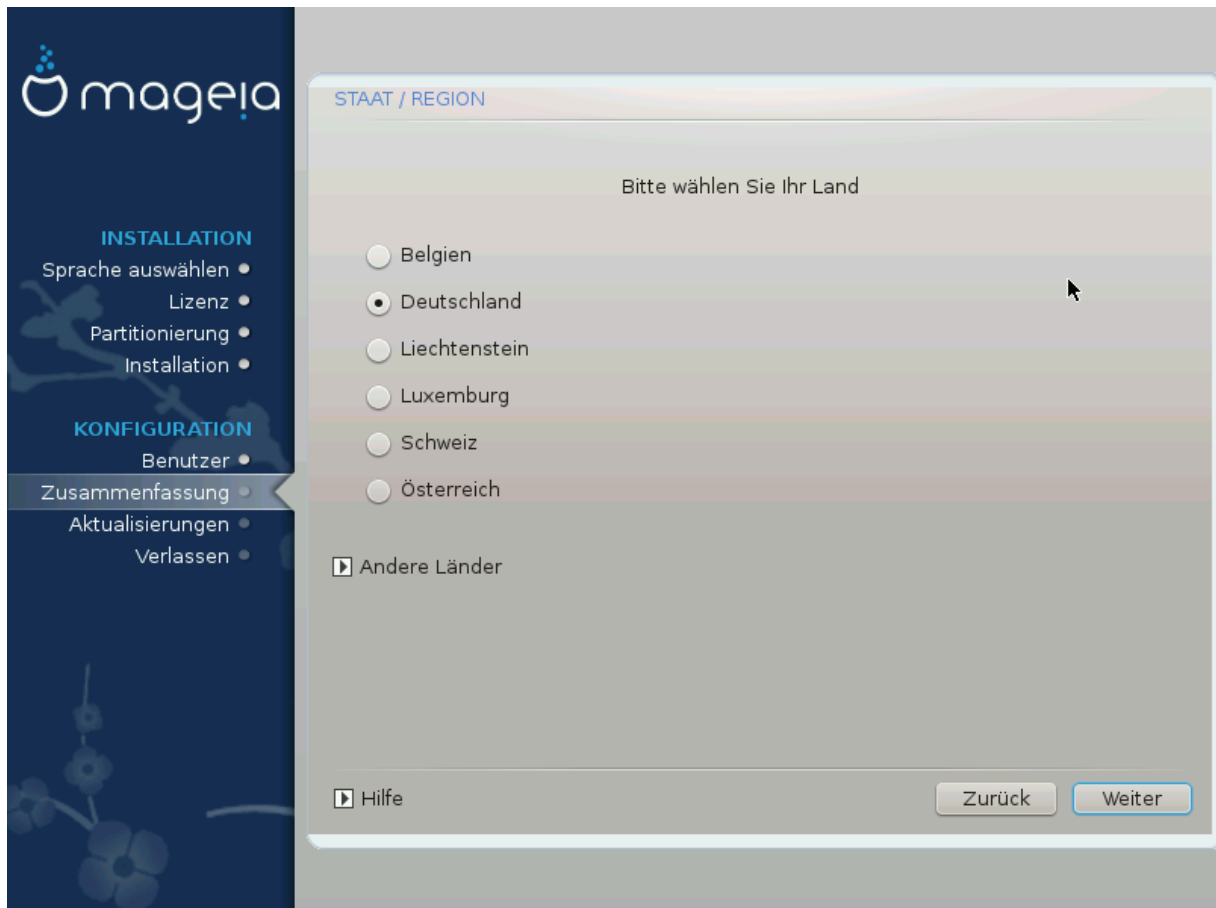 mageia
INSTALLATION
Sprache auswählen
Lizenz
Partitionierung
Installation
KONFIGURATION
Benutzer
Zusammenfassung
Aktualisierungen
Verlassen
STAAT / REGION
Bitte wählen Sie Ihr Land
Belgien
Deutschland
Liechtenstein
Luxemburg
Schweiz
Österreich
Andere Länder
Hilfe
Zurück
Weiter